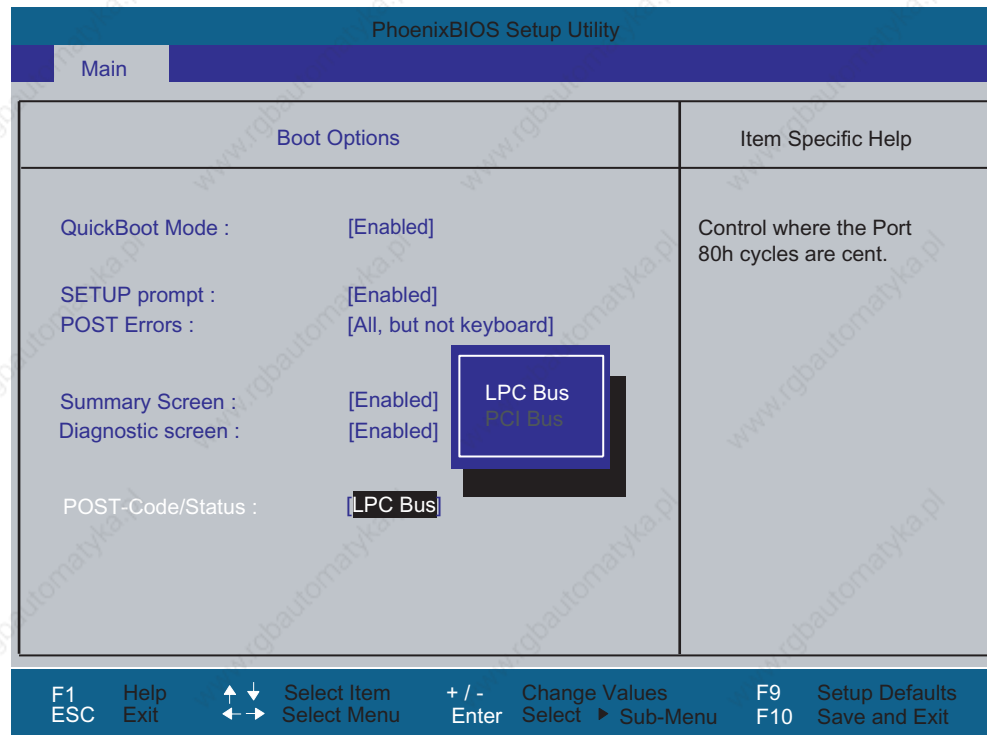 PhoenixBIOS Setup Utility
Main
Boot Options
Item Specific Help
QuickBoot Mode : [Enabled]
SETUP prompt : [Enabled]
POST Errors : [All, but not keyboard]
Summary Screen : [Enabled]
Diagnostic screen : [Enabled]
LPC Bus
PCI Bus
POST-Code/Status : [LPC Bus]
Control where the Port
80h cycles are cent.
F1 Help Select Item + / - Change Values F9 Setup Defaults
ESC Exit Select Menu Enter Select Sub-Menu F10 Save and Exit
www.rgbautomatyka.pl